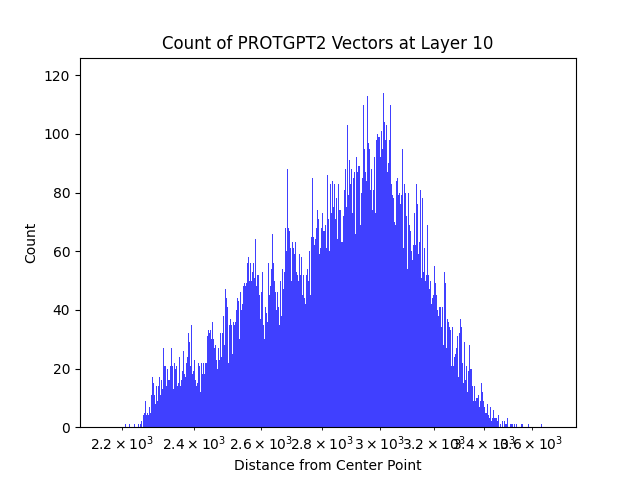 Count of PROTGPT2 Vectors at Layer 10
120
100
80
60
40
20
0
Count
2.2 × 10³ 2.4 × 10³ 2.6 × 10³ 2.8 × 10³ 3 × 10³ 3.2 × 10³ 3.4 × 10³ 3.6 × 10³
Distance from Center Point